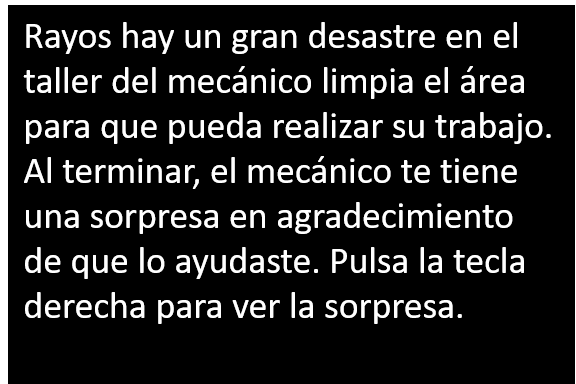 Rayos hay un gran desastre en el
taller del mecánico limpia el área
para que pueda realizar su trabajo.
Al terminar, el mecánico te tiene
una sorpresa en agradecimiento
de que lo ayudaste. Pulsa la tecla
derecha para ver la sorpresa.